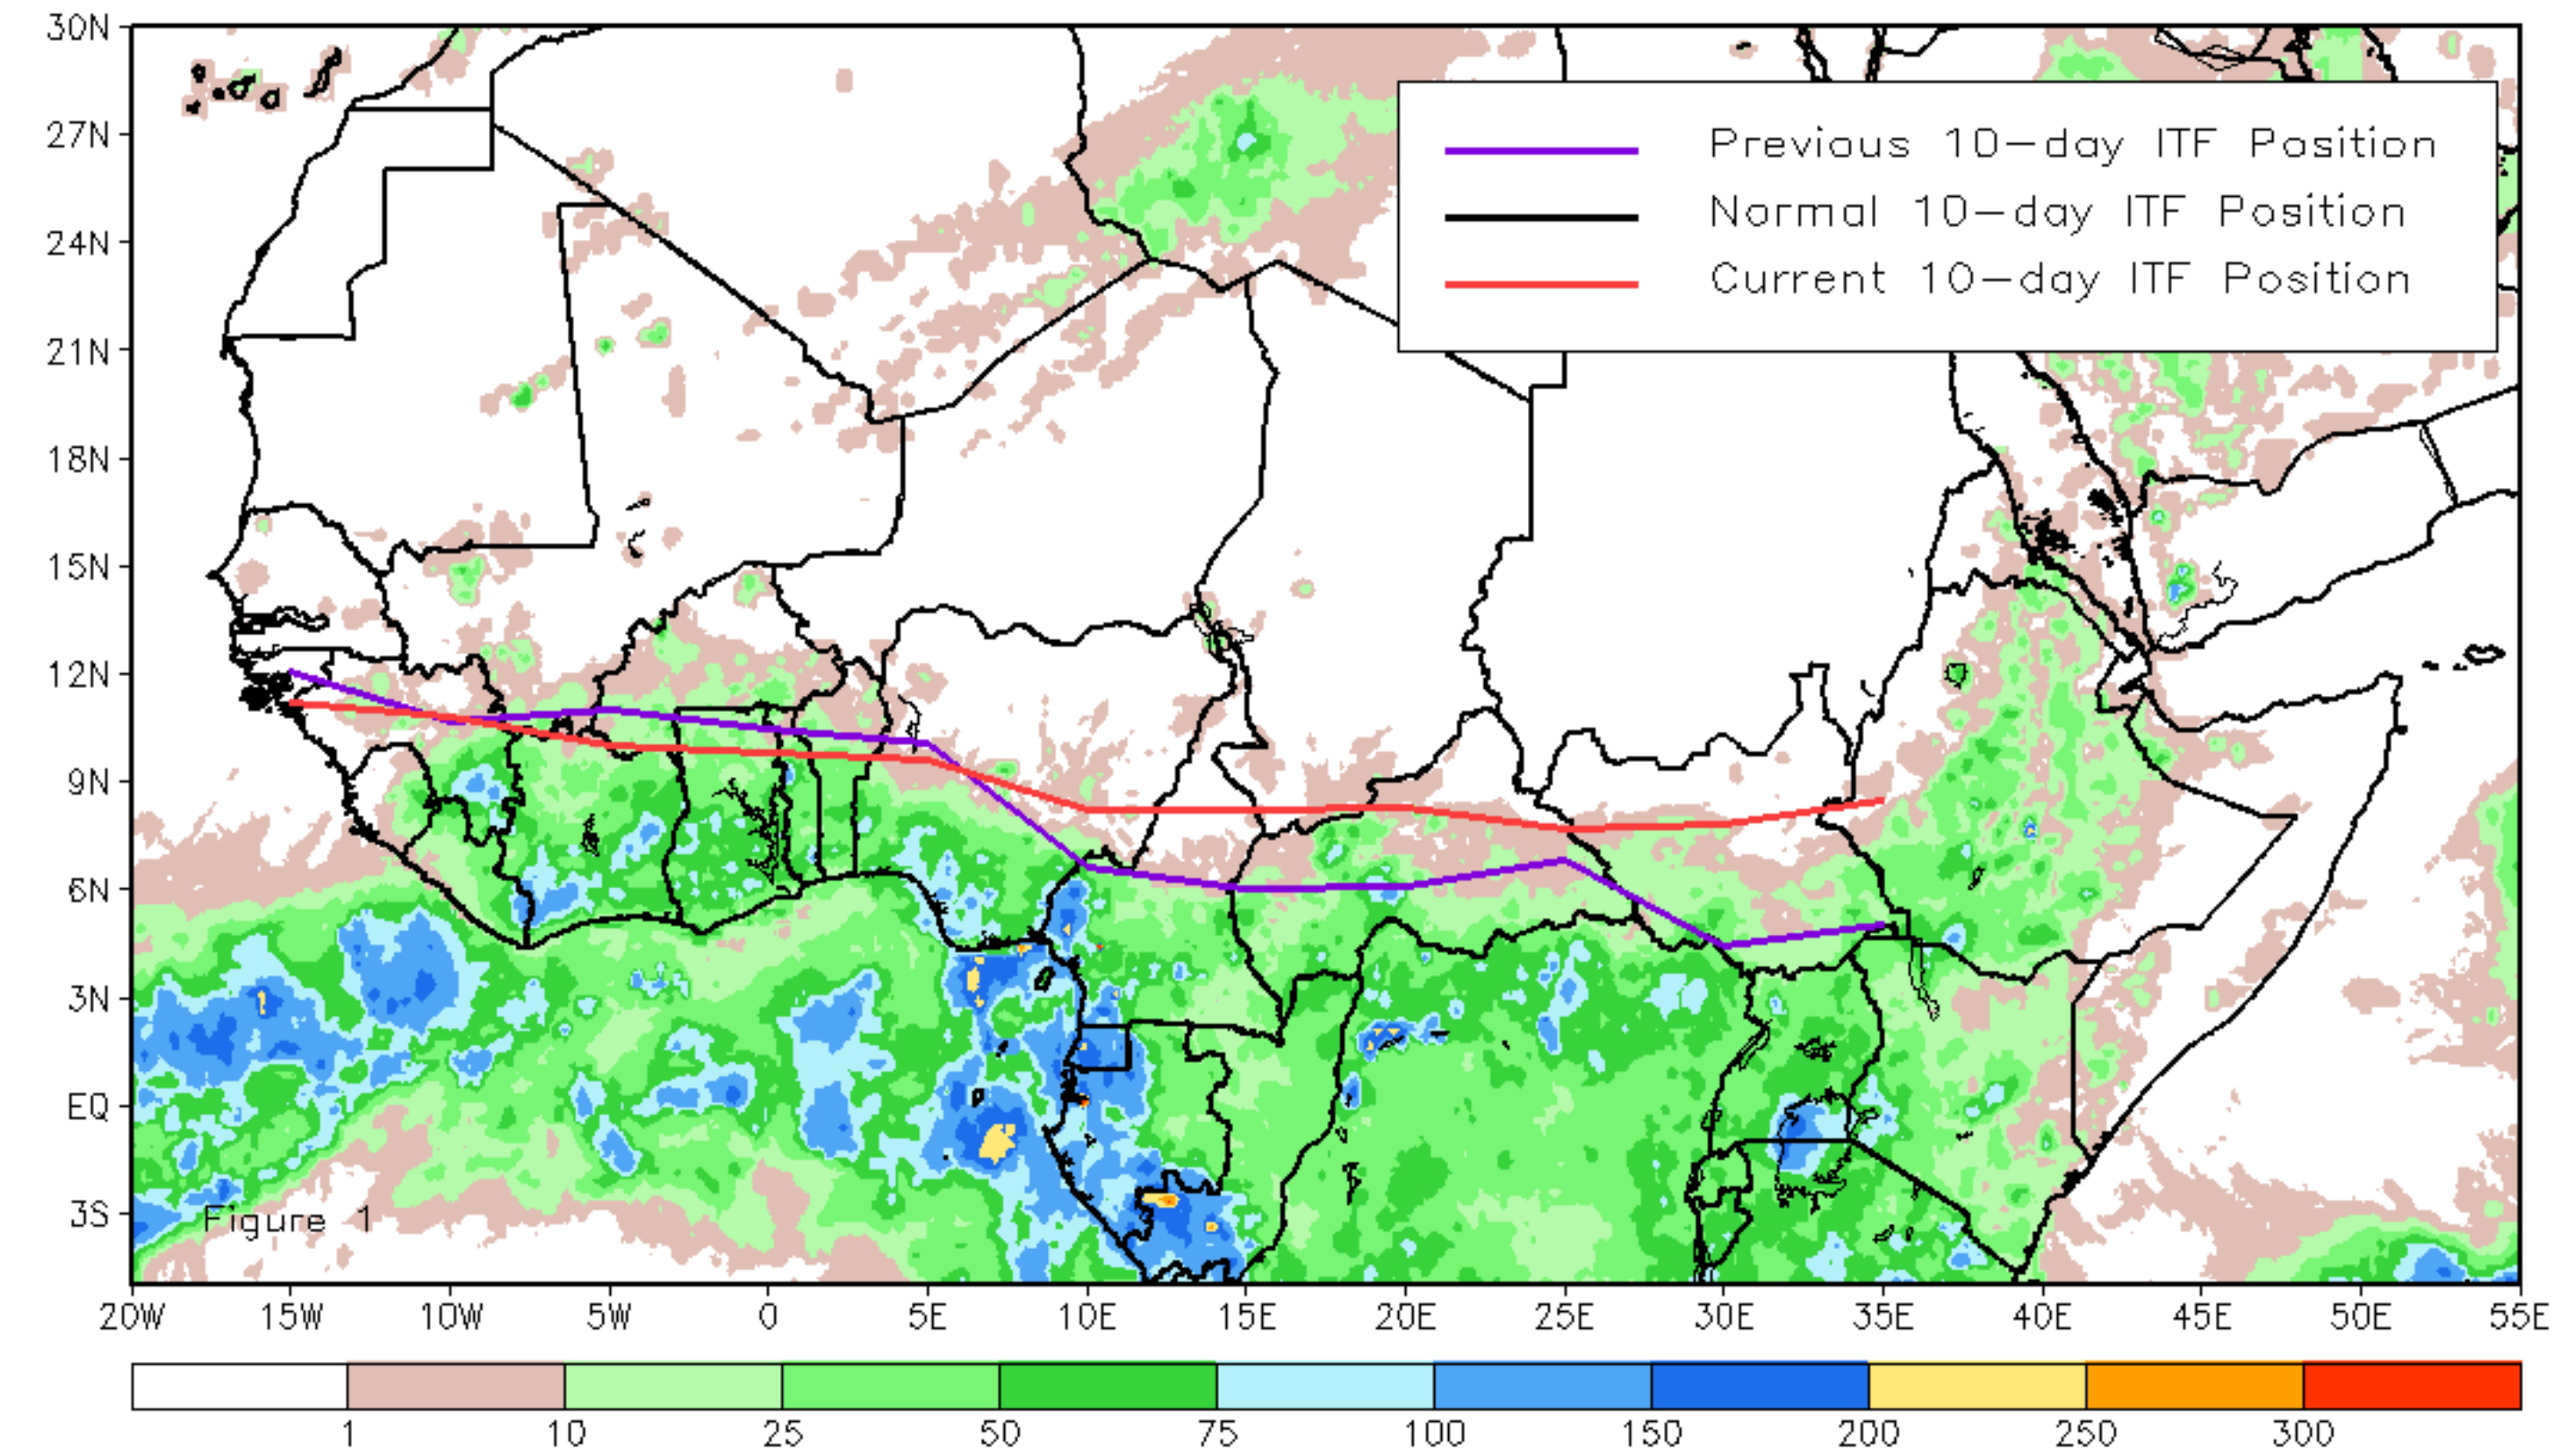 30N
27N
24N
21N
18N
15N
12N
9N
6N
3N
EQ
3S
Previous 10-day ITF Position
Normal 10-day ITF Position
Current 10-day ITF Position
Figure 1
20W 15W 10W 5W 0 5E 10E 15E 20E 25E 30E 35E 40E 45E 50E 55E
1 10 25 50 75 100 150 200 250 300